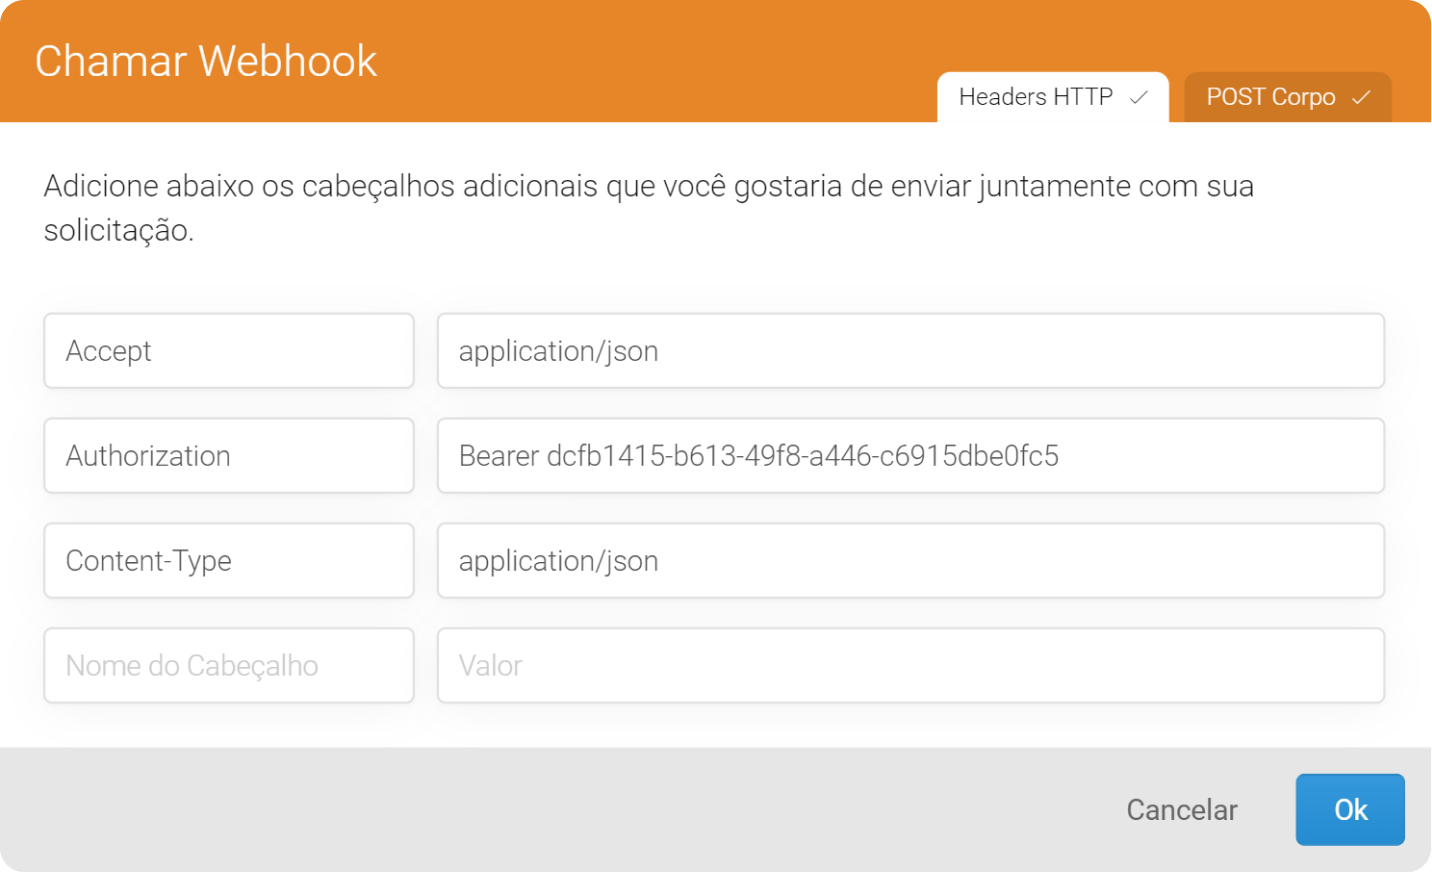 Chamar Webhook
Headers HTTP
POST Corpo
Adicione abaixo os cabeçalhos adicionais que você gostaria de enviar juntamente com sua
solicitação.
Accept
application/json
Authorization
Bearer dcfb1415-b613-49f8-a446-c6915dbe0fc5
Content-Type
application/json
Nome do Cabeçalho
Valor
Cancelar
Ok